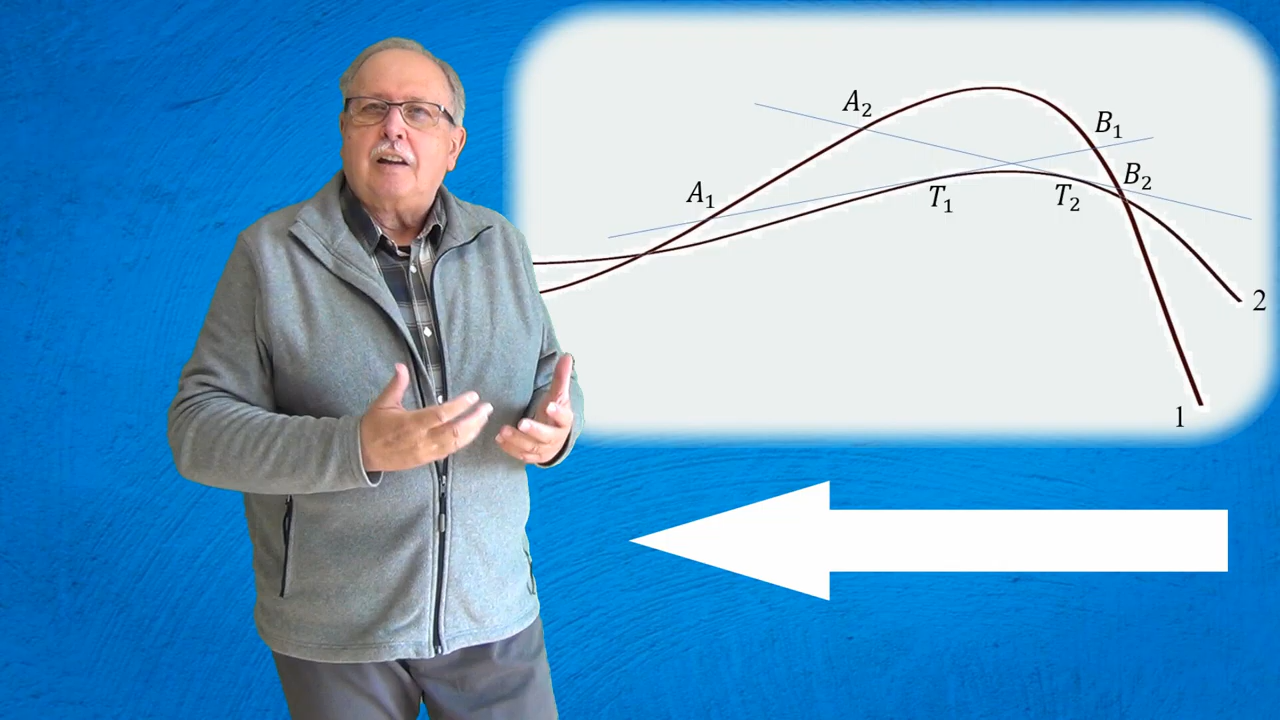 A₂
B₁
B₂
A₁
T₁
T₂
2
1